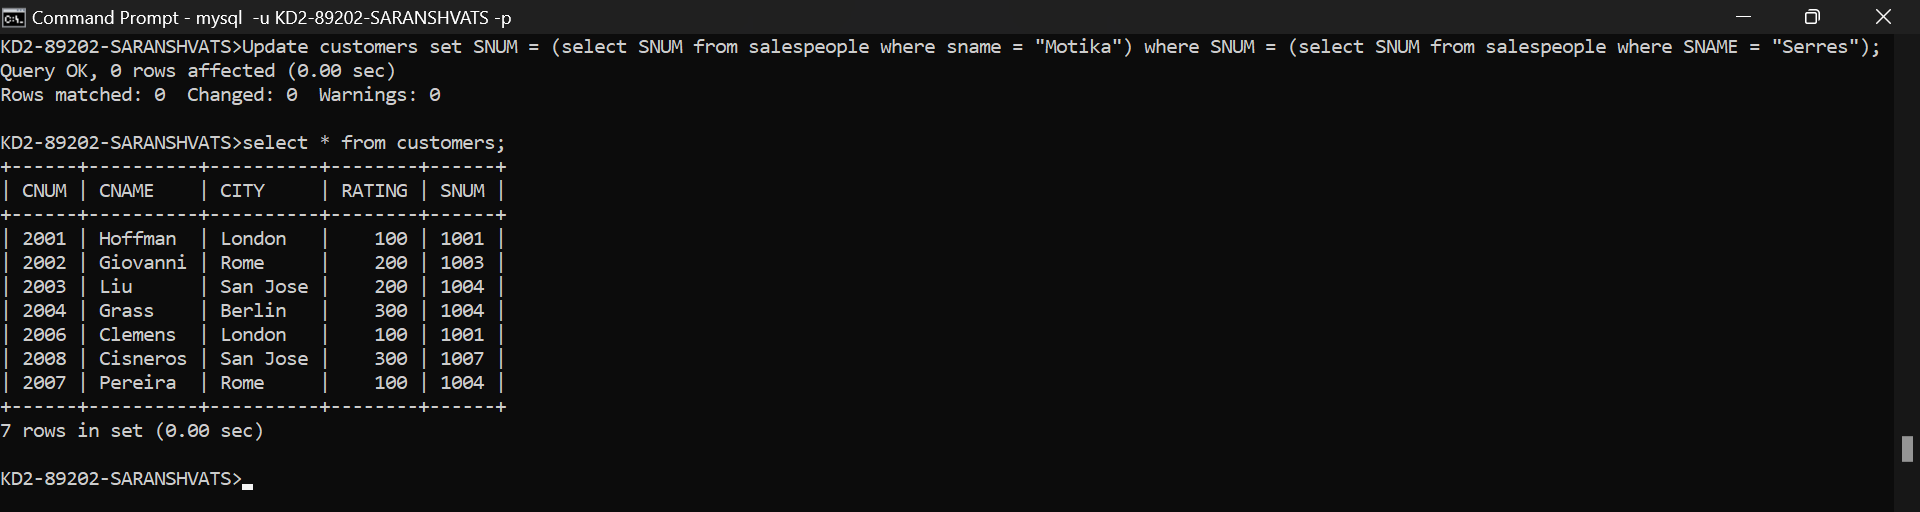 Command Prompt - mysql  -u KD2-89202-SARANSHVATS -p
KD2-89202-SARANSHVATS>Update customers set SNUM = (select SNUM from salespeople where sname = "Motika") where SNUM = (select SNUM from salespeople where SNAME = "Serres");
Query OK, 0 rows affected (0.00 sec)
Rows matched: 0  Changed: 0  Warnings: 0
KD2-89202-SARANSHVATS>select * from customers;
+------+----------+----------+--------+------+
| CNUM | CNAME    | CITY     | RATING | SNUM |
+------+----------+----------+--------+------+
| 2001 | Hoffman  | London   |    100 | 1001 |
| 2002 | Giovanni | Rome     |    200 | 1003 |
| 2003 | Liu      | San Jose |    200 | 1004 |
| 2004 | Grass    | Berlin   |    300 | 1004 |
| 2006 | Clemens  | London   |    100 | 1001 |
| 2008 | Cisneros | San Jose |    300 | 1007 |
| 2007 | Pereira  | Rome     |    100 | 1004 |
+------+----------+----------+--------+------+
7 rows in set (0.00 sec)
KD2-89202-SARANSHVATS>